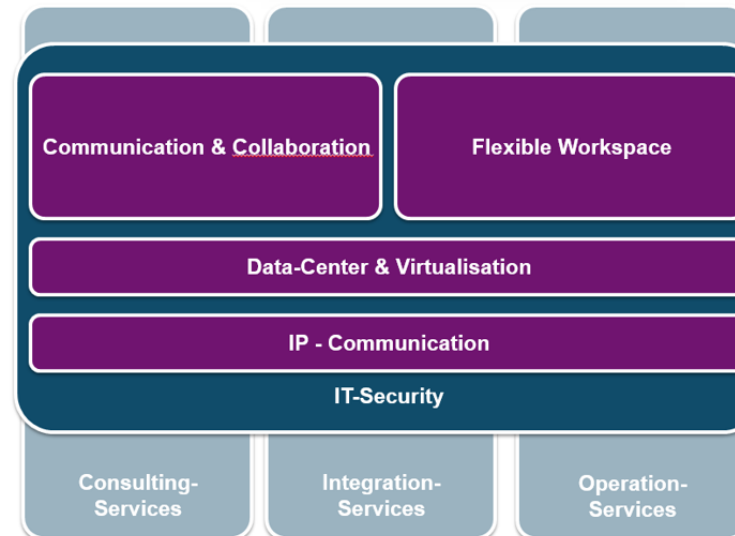 Communication & Collaboration
Flexible Workspace
Data-Center & Virtualisation
IP - Communication
IT-Security
Consulting-
Services
Integration-
Services
Operation-
Services